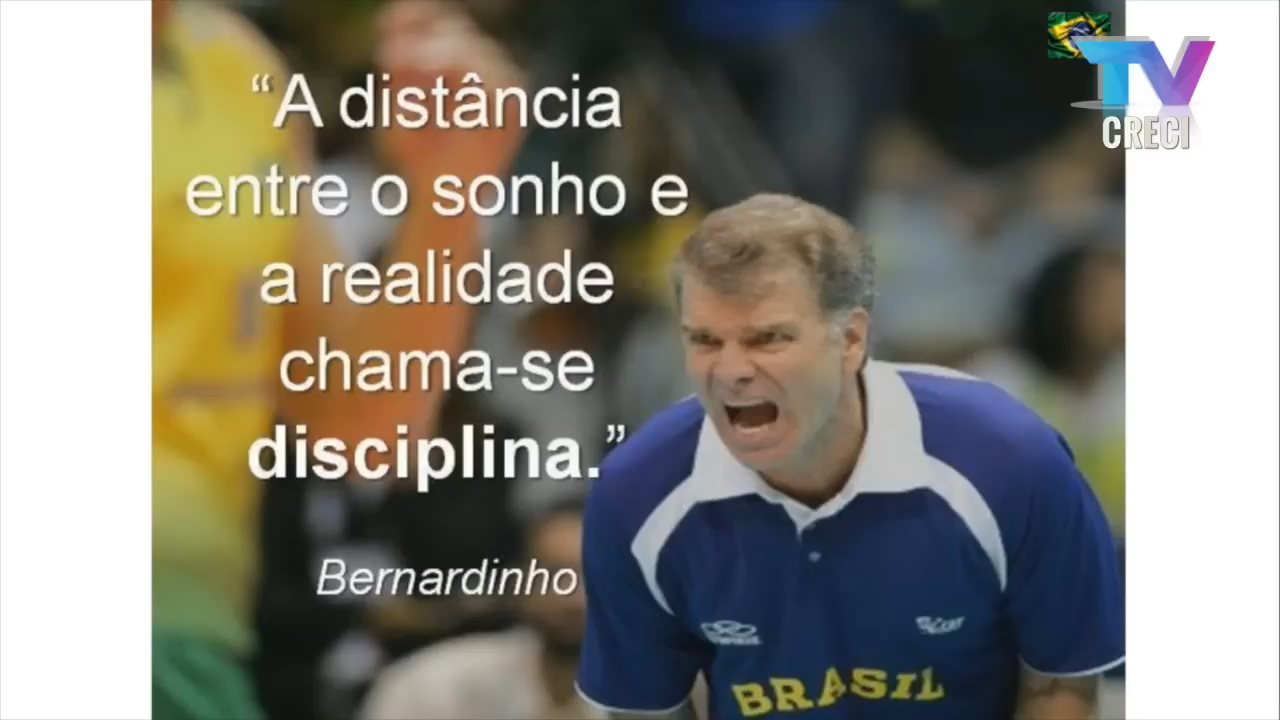 “A distância
entre o sonho e
a realidade
chama-se
disciplina.”
Bernardinho
TV
CRECI
BRASIL